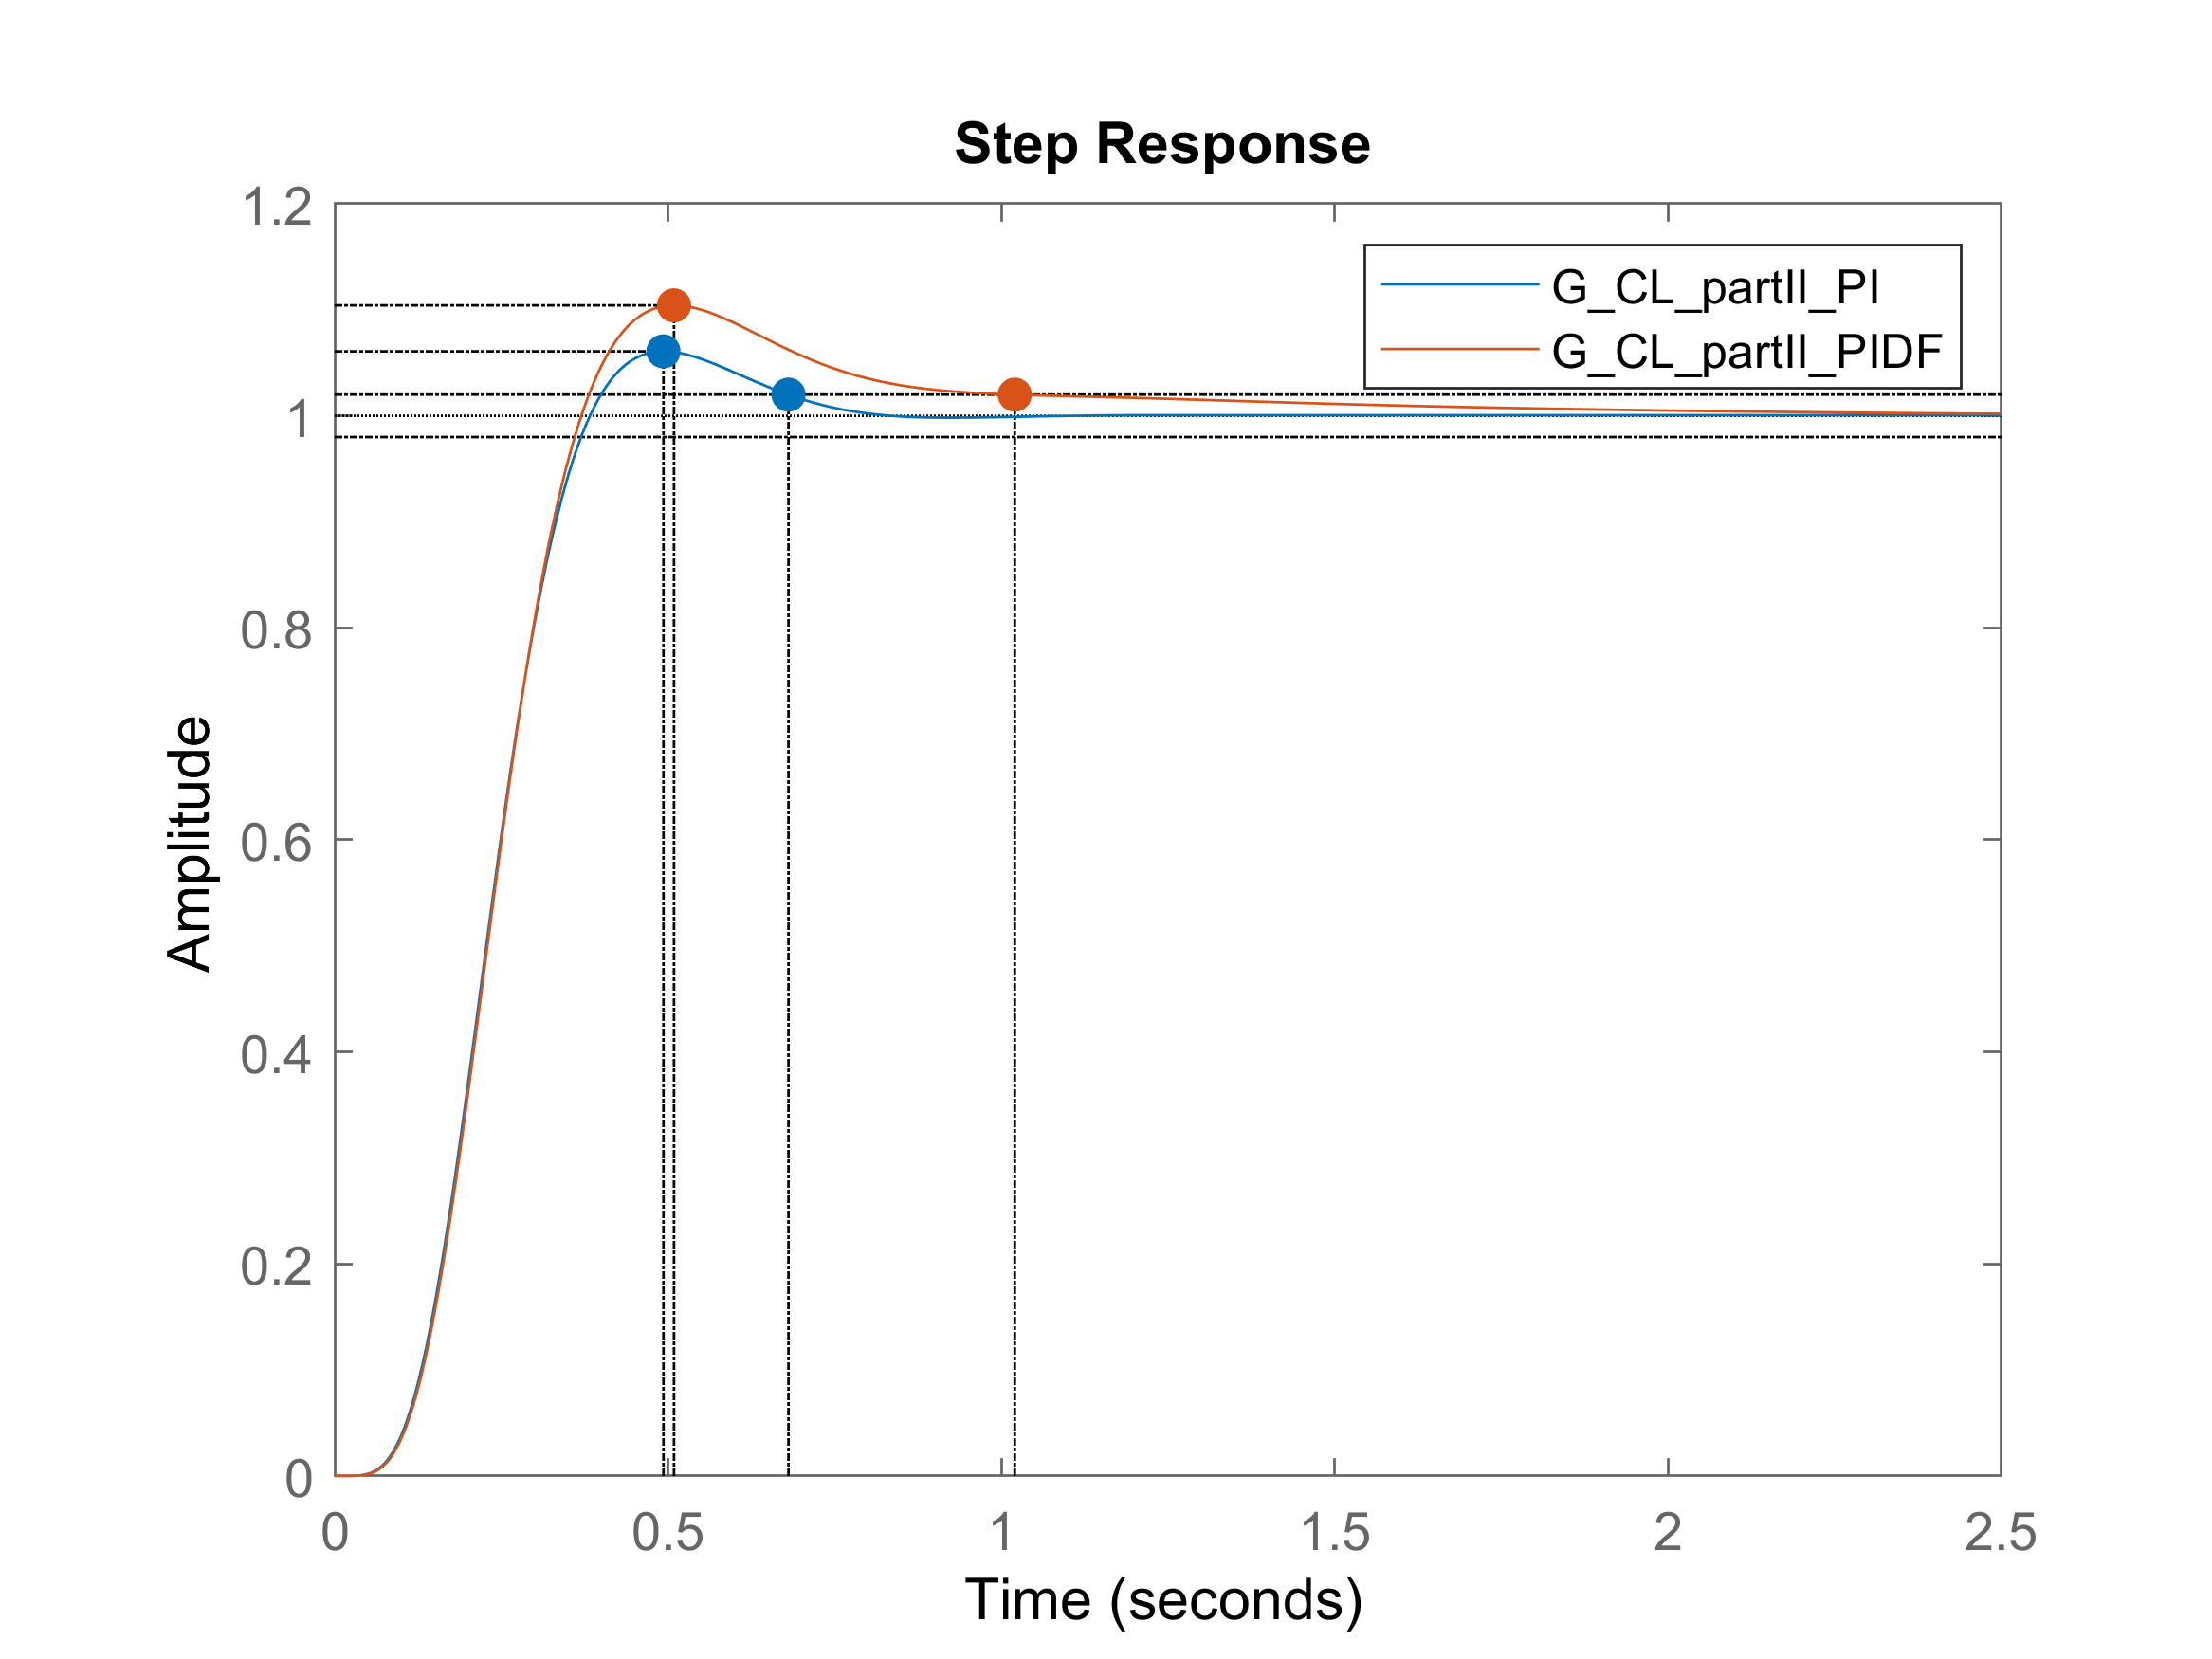 Step Response
1.2
1
0.8
0.6
0.4
0.2
0
Amplitude
G_CL_partII_PI
G_CL_partII_PIDF
0 0.5 1 1.5 2 2.5
Time (seconds)